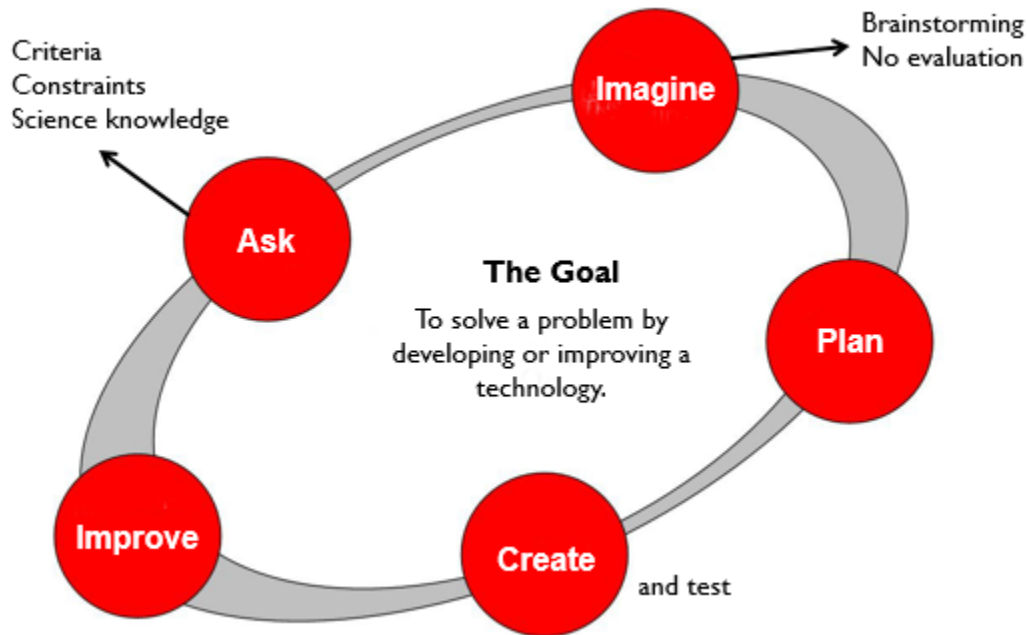 Brainstorming
No evaluation
Criteria
Constraints
Science knowledge
Imagine
Ask
The Goal
To solve a problem by
developing or improving a
technology.
Plan
Improve
Create
and test